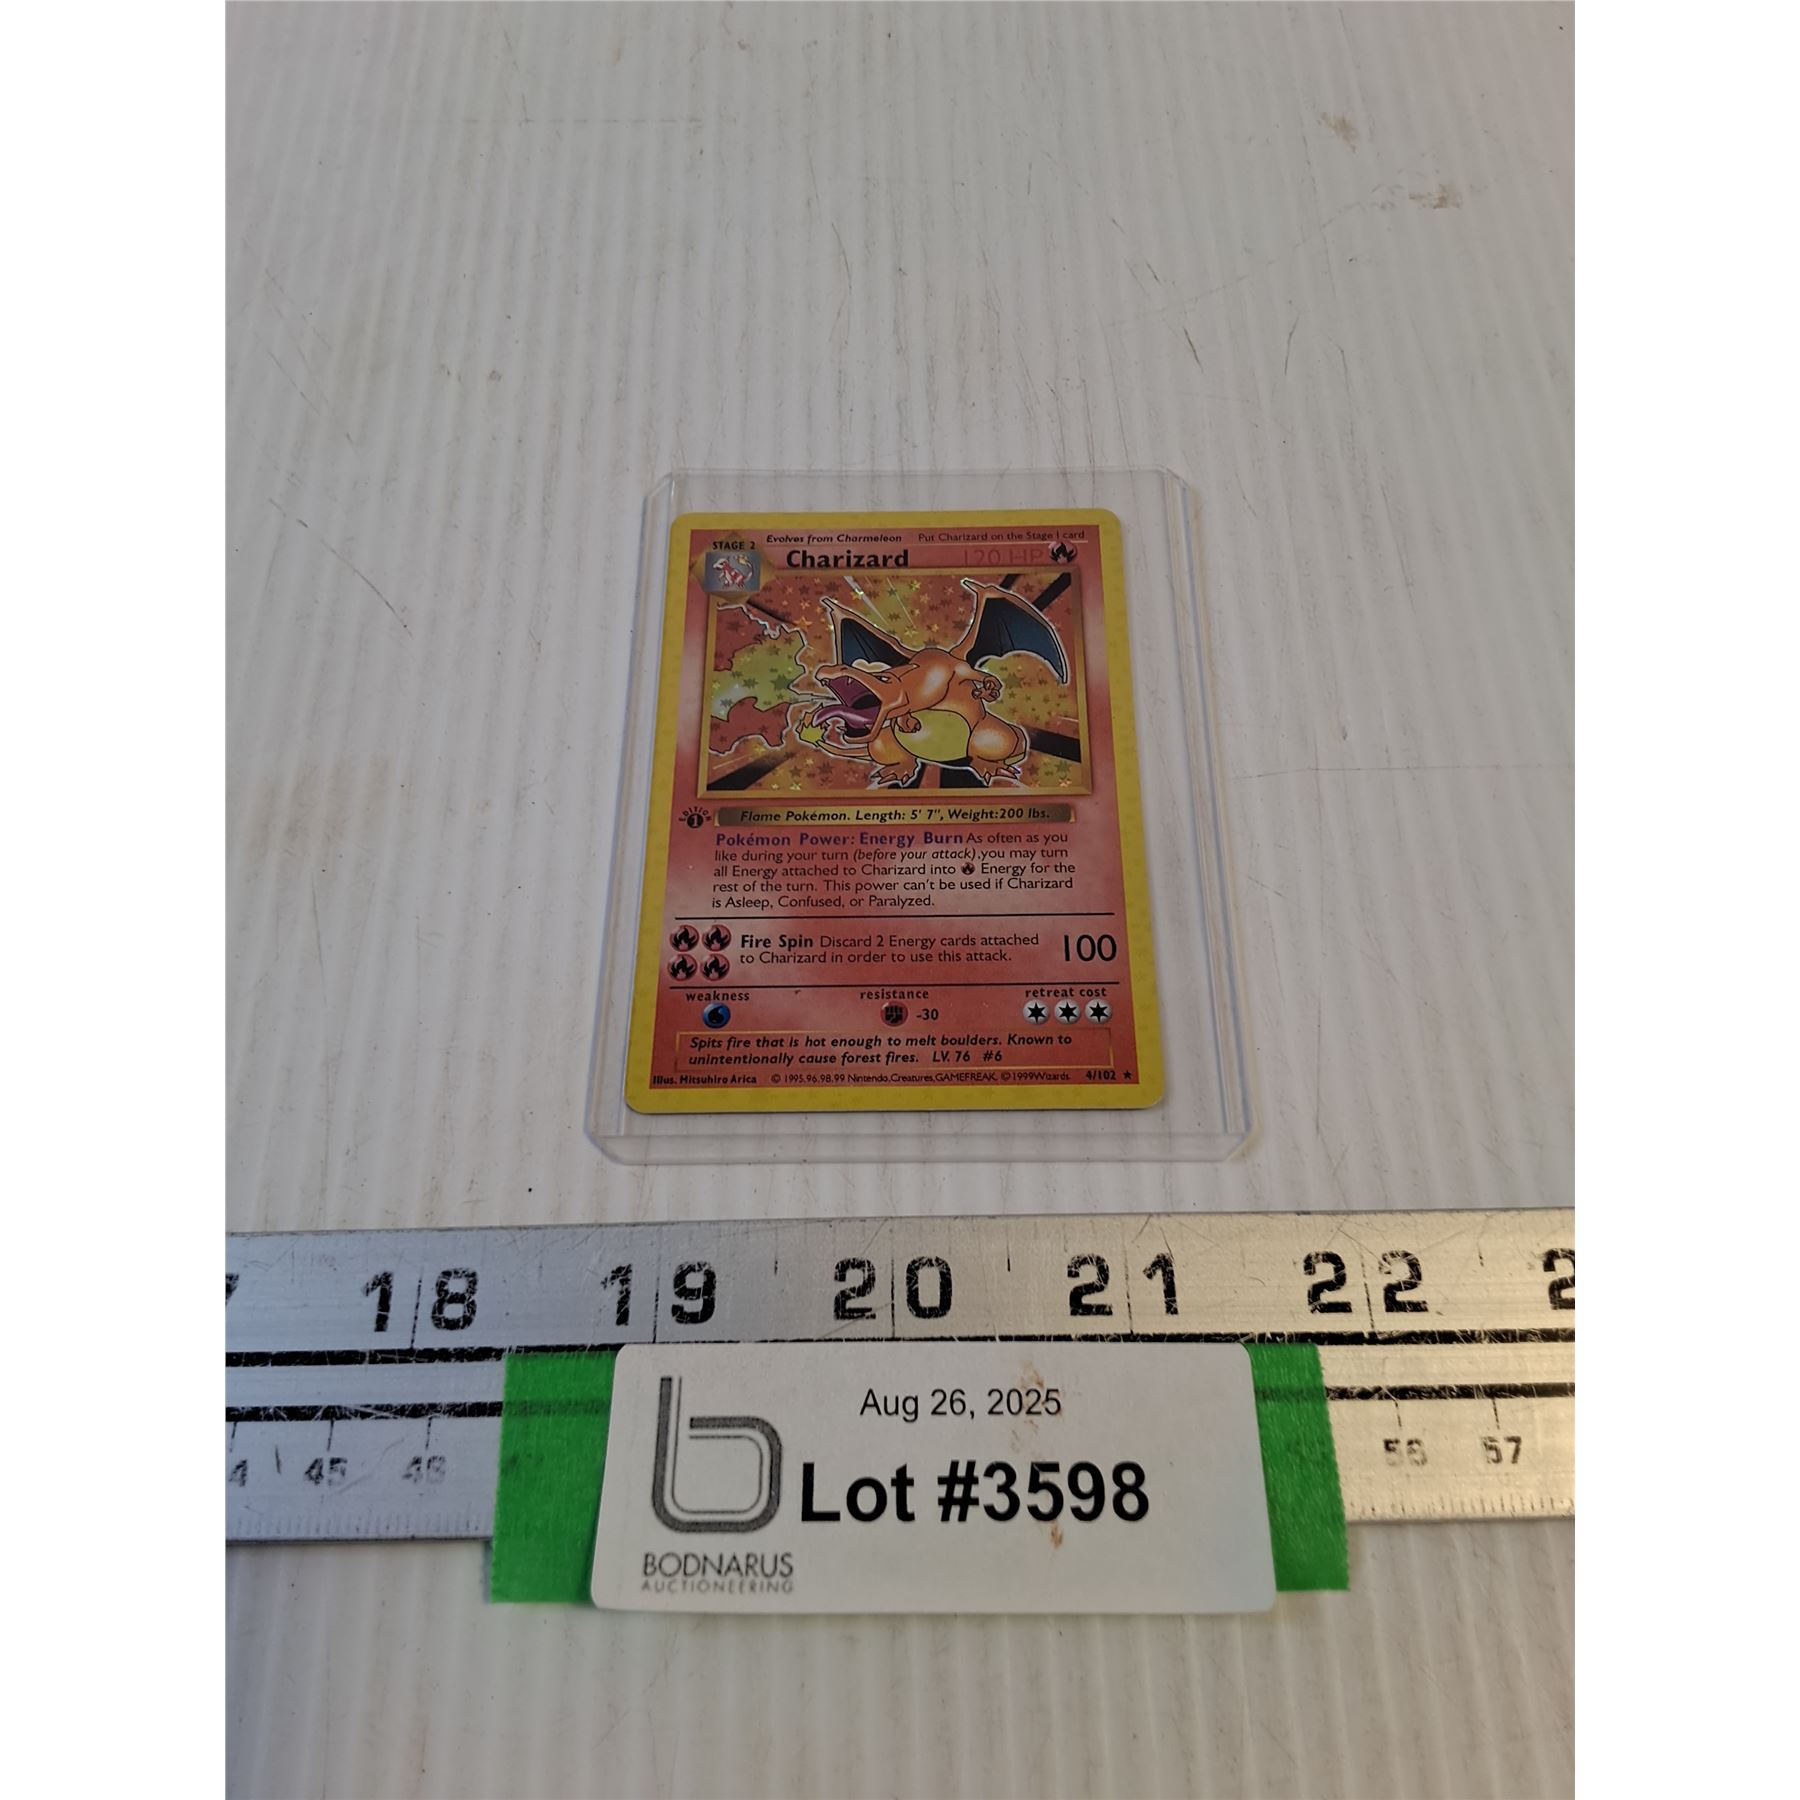 STAGE 2 Evolves from Charmeleon Put Charizard on the Stage 1 card
Charizard 120 HP
EDITION 1
Flame Pokémon. Length: 5' 7", Weight:200 lbs.
Pokémon Power: Energy Burn As often as you
like during your turn (before your attack),you may turn
all Energy attached to Charizard into Energy for the
rest of the turn. This power can't be used if Charizard
is Asleep, Confused, or Paralyzed.
Fire Spin Discard 2 Energy cards attached
to Charizard in order to use this attack.
100
weakness resistance retreat cost
-30
Spits fire that is hot enough to melt boulders. Known to
unintentionally cause forest fires. LV. 76 #6
Illus. Mitsuhiro Arica © 1995,96,98,99 Nintendo,Creatures,GAMEFREAK. ©1999Wizards. 4/102 ★
18 19 20 21 22
45 46 56 57
Aug 26, 2025
Lot #3598
b
BODNARUS
AUCTIONEERING